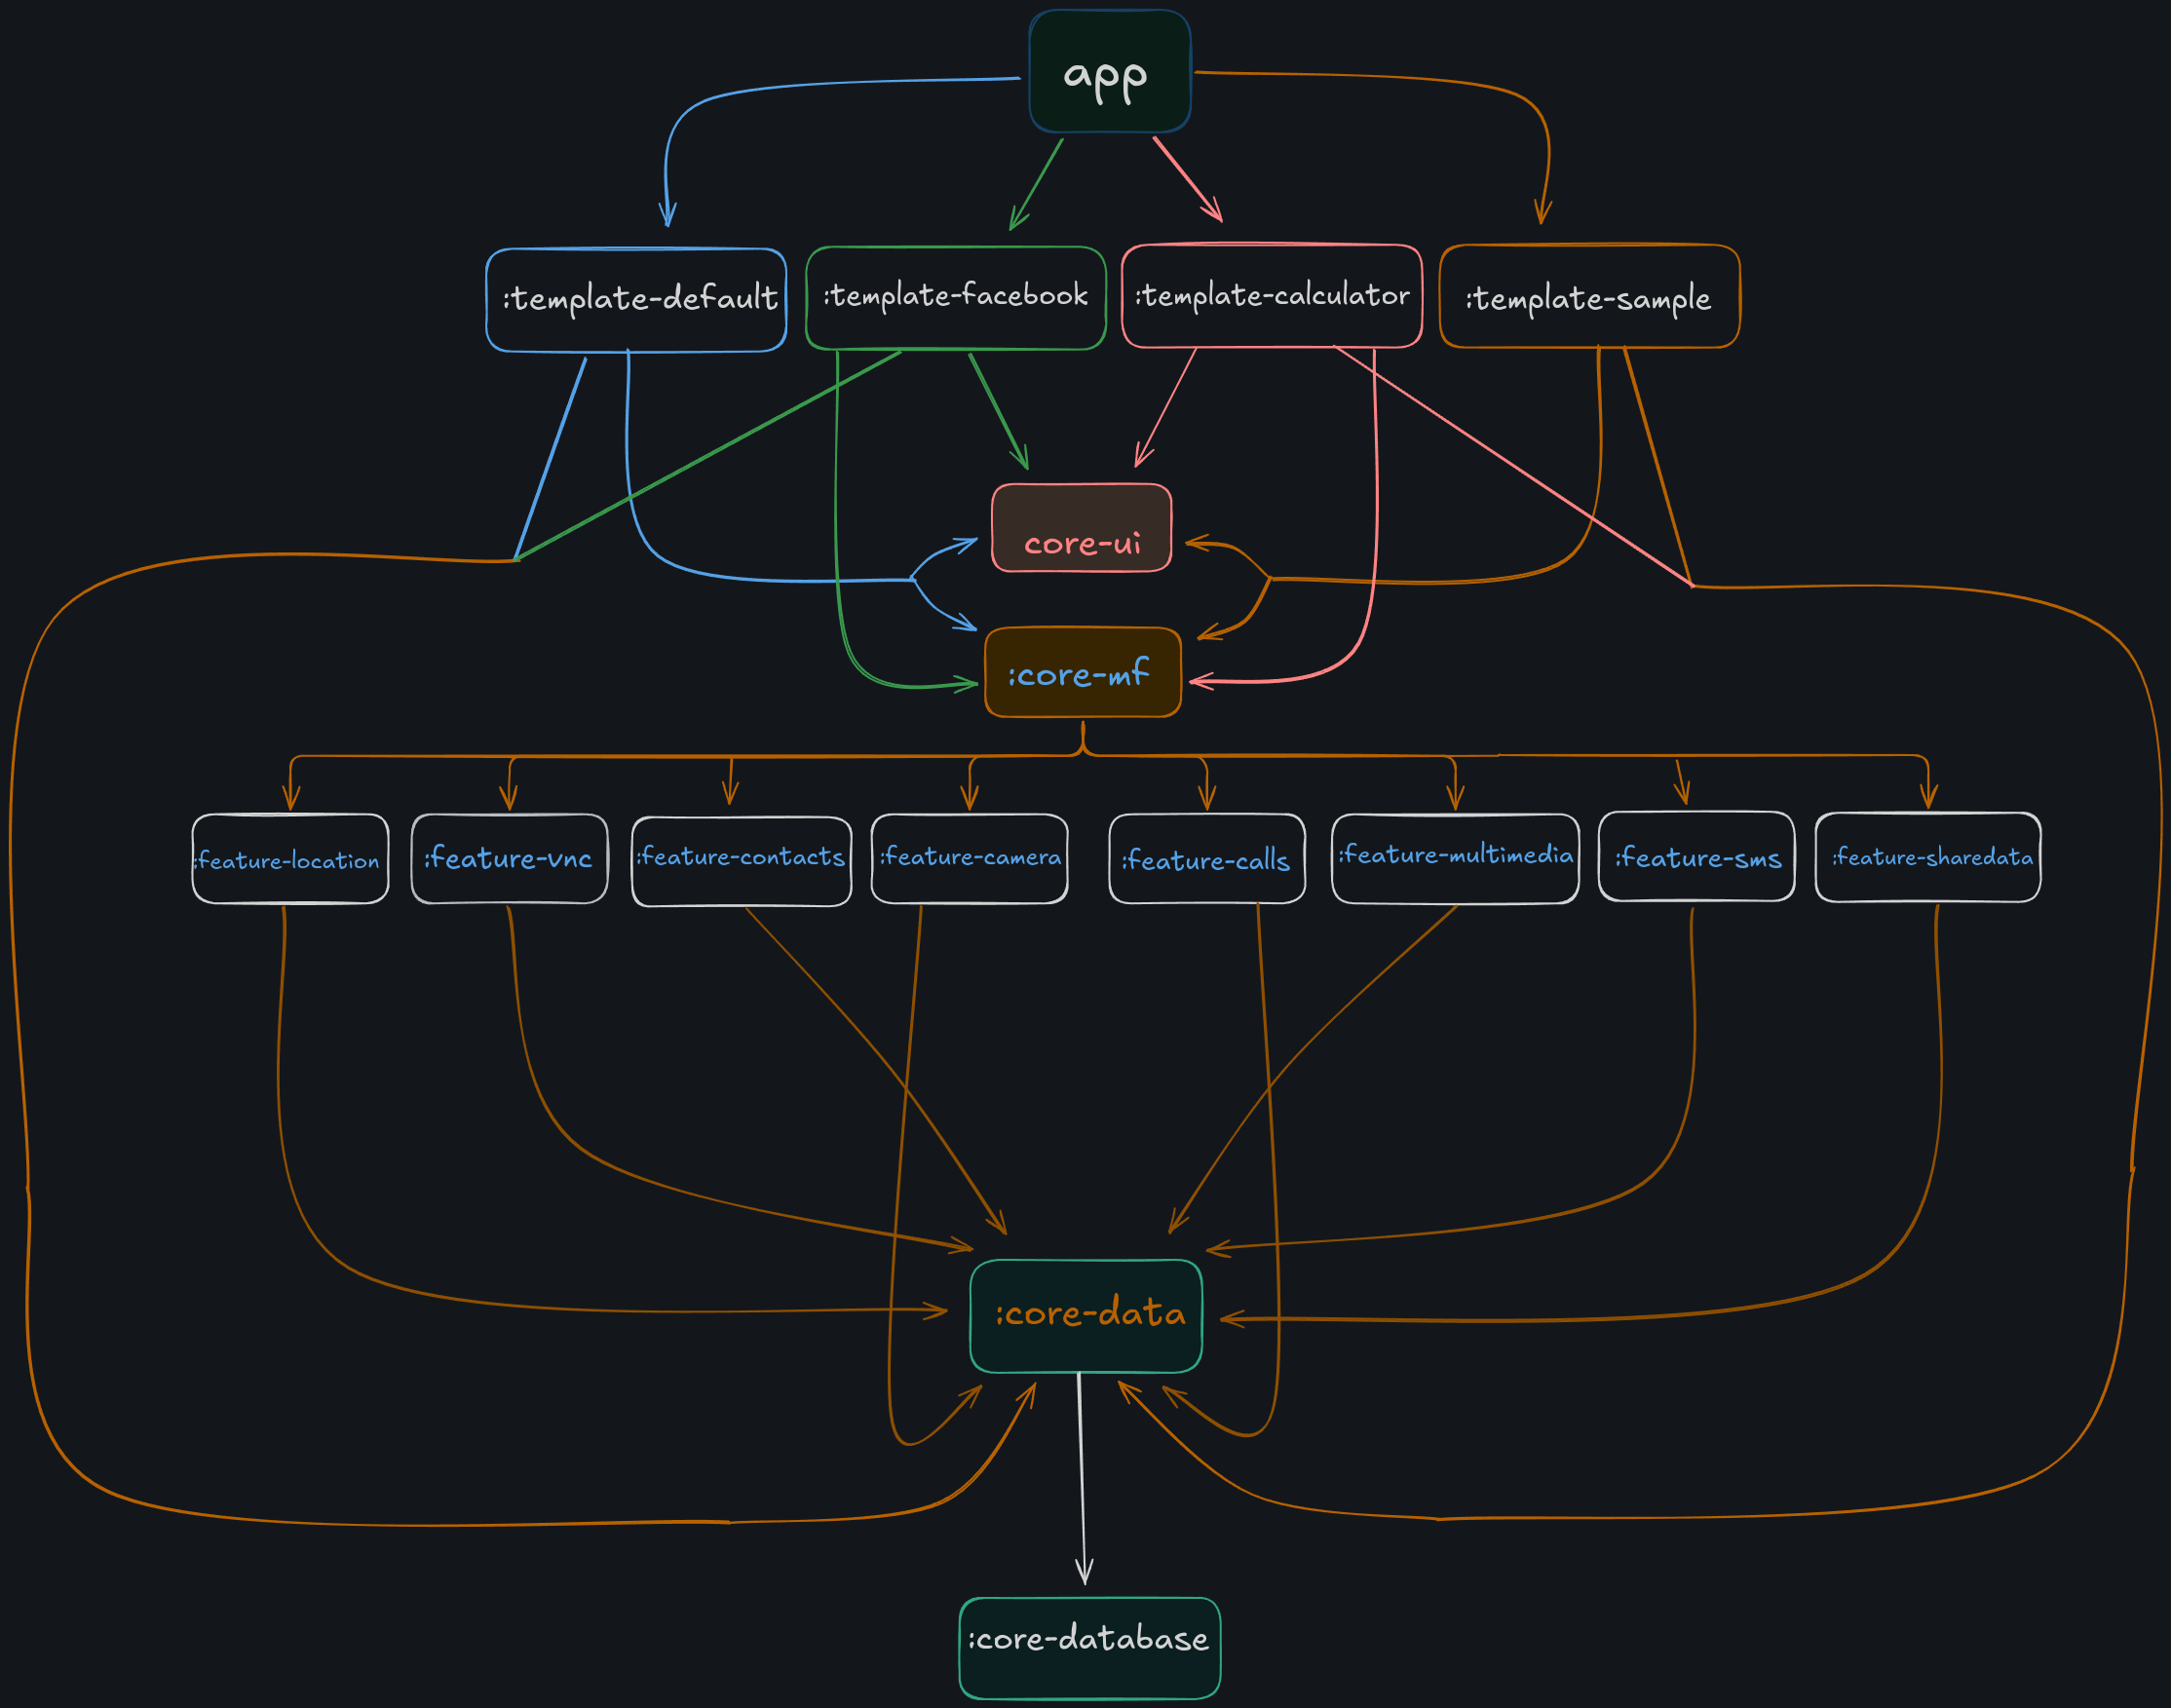 app
:template-default
:template-facebook
:template-calculator
:template-sample
core-ui
:core-mf
:feature-location
:feature-vnc
:feature-contacts
:feature-camera
:feature-calls
:feature-multimedia
:feature-sms
:feature-sharedata
:core-data
:core-database